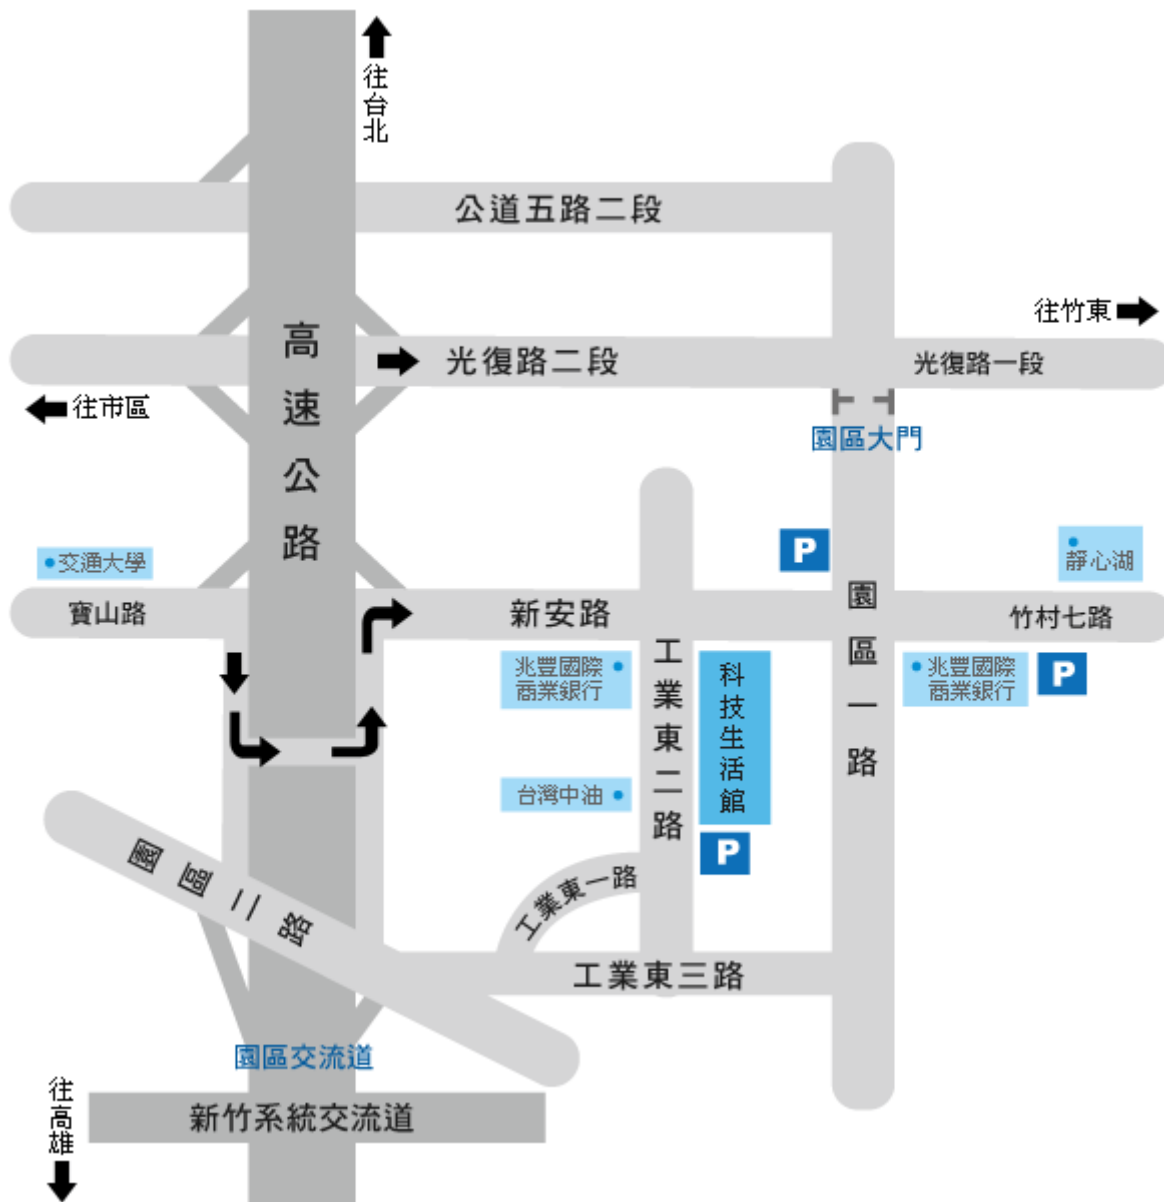 往台北
公道五路二段
往竹東
高速公路
光復路二段
光復路一段
往市區
園區大門
P
交通大學
靜心湖
寶山路
新安路
園區一路
竹村七路
兆豐國際
商業銀行
工業東二路
科技生活館
兆豐國際
商業銀行
P
台灣中油
P
園區二路
工業東一路
工業東三路
園區交流道
往高雄
新竹系統交流道